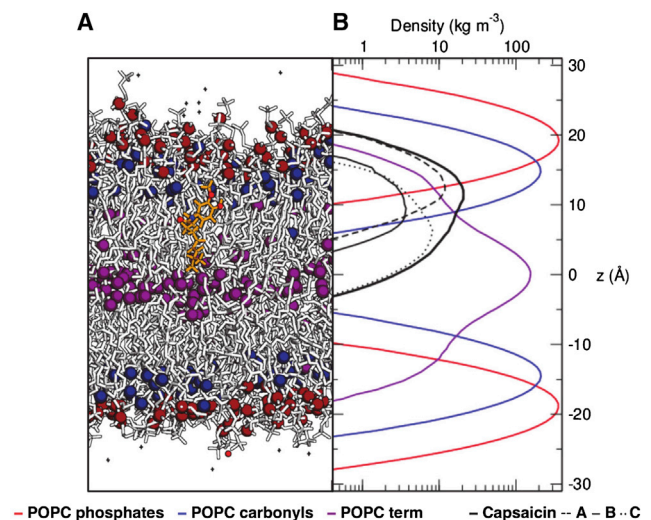 A B
Density (kg m-3)
1 10 100
30
20
10
0 z (Å)
-10
-20
-30
– POPC phosphates – POPC carbonyls – POPC term – Capsaicin -- A – B ·· C